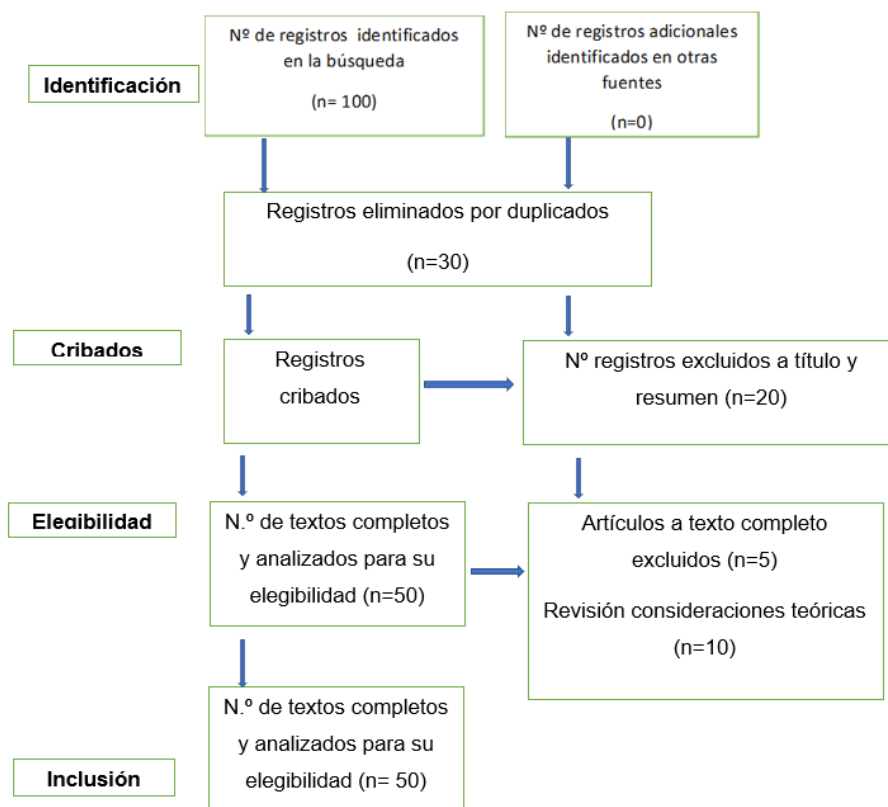 Nº de registros identificados
en la búsqueda
(n= 100)
Nº de registros adicionales
identificados en otras
fuentes
(n=0)
Identificación
Registros eliminados por duplicados
(n=30)
Cribados
Registros
cribados
Nº registros excluidos a título y
resumen (n=20)
Elegibilidad
N.º de textos completos
y analizados para su
elegibilidad (n=50)
Artículos a texto completo
excluidos (n=5)
Revisión consideraciones teóricas
(n=10)
Inclusión
N.º de textos completos
y analizados para su
elegibilidad (n= 50)